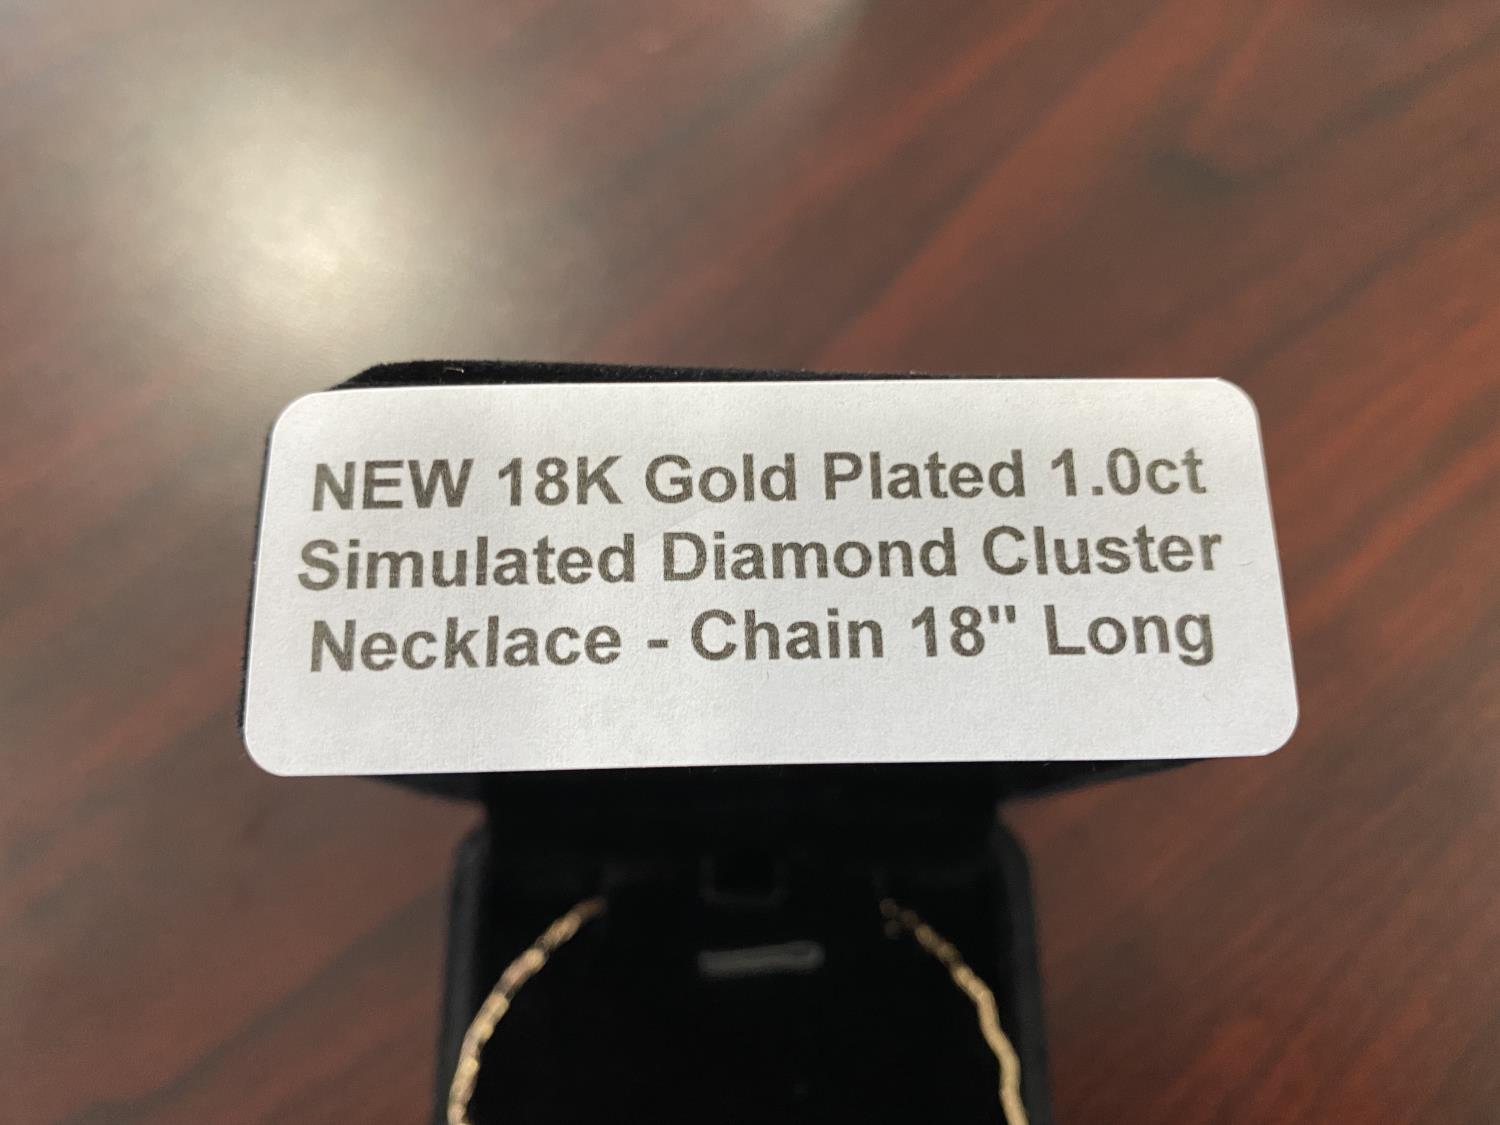 NEW 18K Gold Plated 1.0ct
Simulated Diamond Cluster
Necklace - Chain 18" Long